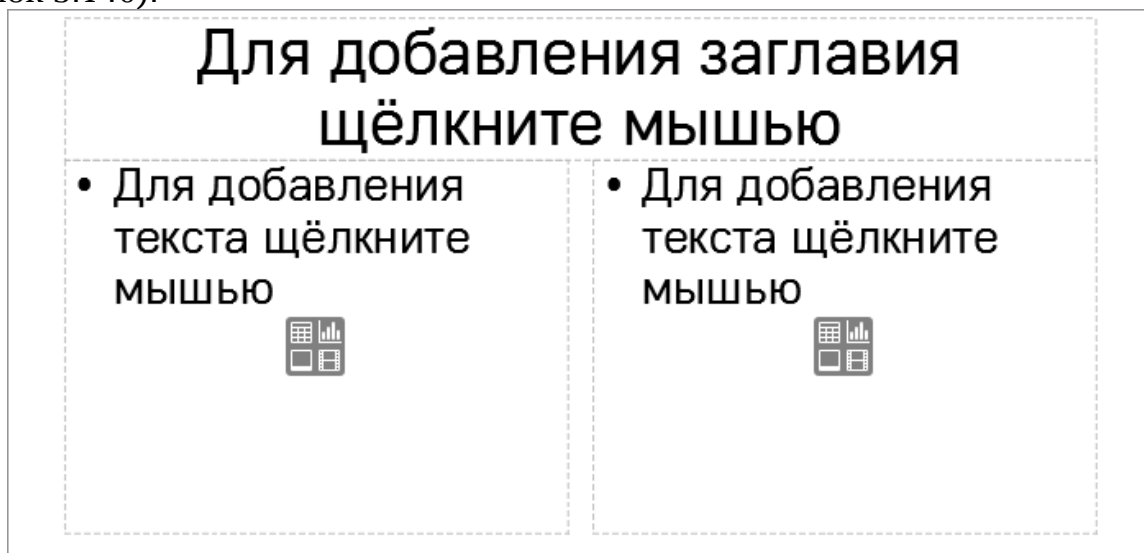 Для добавления заглавия
щёлкните мышью
• Для добавления
текста щёлкните
мышью
• Для добавления
текста щёлкните
мышью